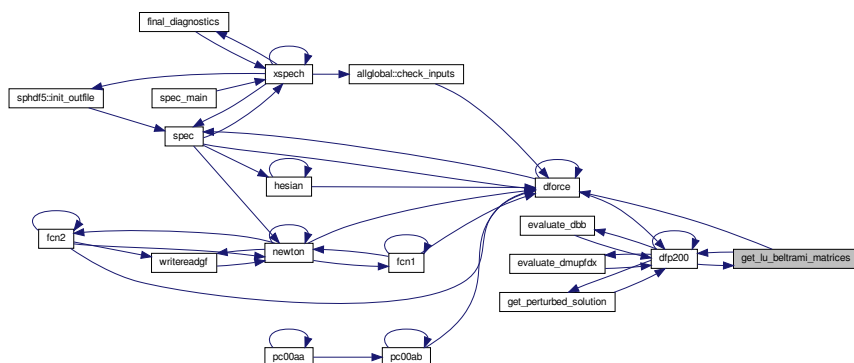 final_diagnostics
xspech
allglobal::check_inputs
sphdf5::init_outfile
spec_main
spec
hesian
dforce
evaluate_dbb
fcn2
newton
writereadgf
fcn1
evaluate_dmupfdx
dfp200
get_lu_beltrami_matrices
get_perturbed_solution
pc00aa
pc00ab